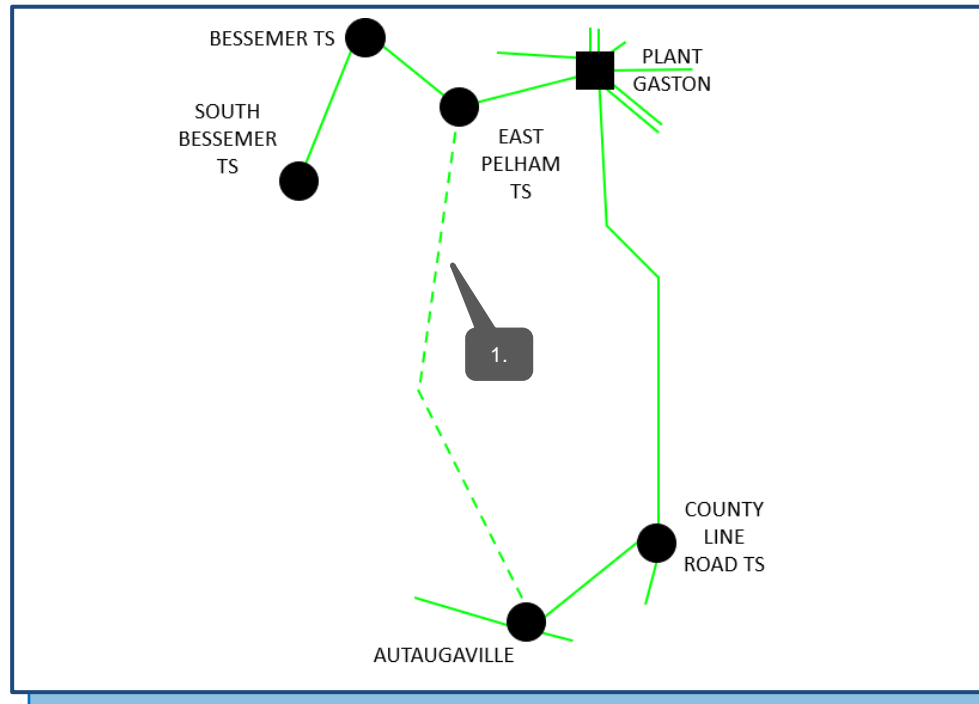 BESSEMER TS
PLANT
GASTON
SOUTH
BESSEMER
TS
EAST
PELHAM
TS
1.
COUNTY
LINE
ROAD TS
AUTAUGAVILLE